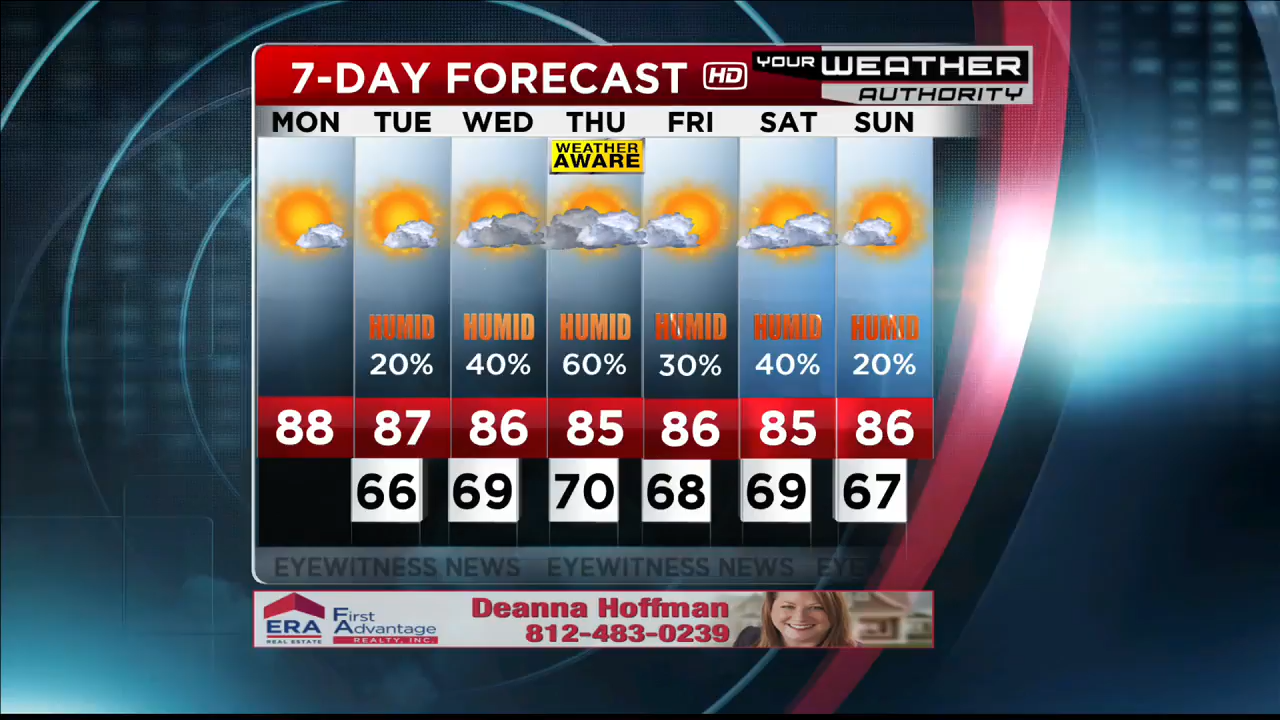 7-DAY FORECAST HD YOUR WEATHER AUTHORITY
MON TUE WED THU FRI SAT SUN
WEATHER
AWARE
HUMID HUMID HUMID HUMID HUMID HUMID
20% 40% 60% 30% 40% 20%
88 87 86 85 86 85 86
66 69 70 68 69 67
EYEWITNESS NEWS EYEWITNESS NEWS EYE
ERA REAL ESTATE First Advantage REALTY, INC.
Deanna Hoffman
812-483-0239